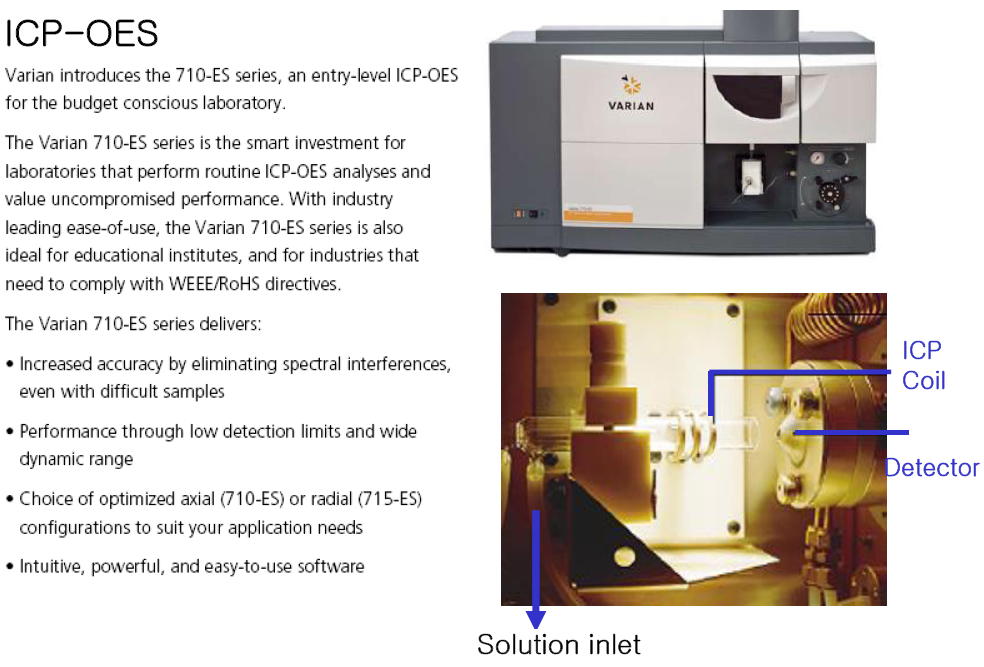 ICP-OES
Varian introduces the 710-ES series, an entry-level ICP-OES
for the budget conscious laboratory.
The Varian 710-ES series is the smart investment for
laboratories that perform routine ICP-OES analyses and
value uncompromised performance. With industry
leading ease-of-use, the Varian 710-ES series is also
ideal for educational institutes, and for industries that
need to comply with WEEE/RoHS directives.
The Varian 710-ES series delivers:
• Increased accuracy by eliminating spectral interferences,
even with difficult samples
• Performance through low detection limits and wide
dynamic range
• Choice of optimized axial (710-ES) or radial (715-ES)
configurations to suit your application needs
• Intuitive, powerful, and easy-to-use software
VARIAN
ICP
Coil
Detector
Solution inlet